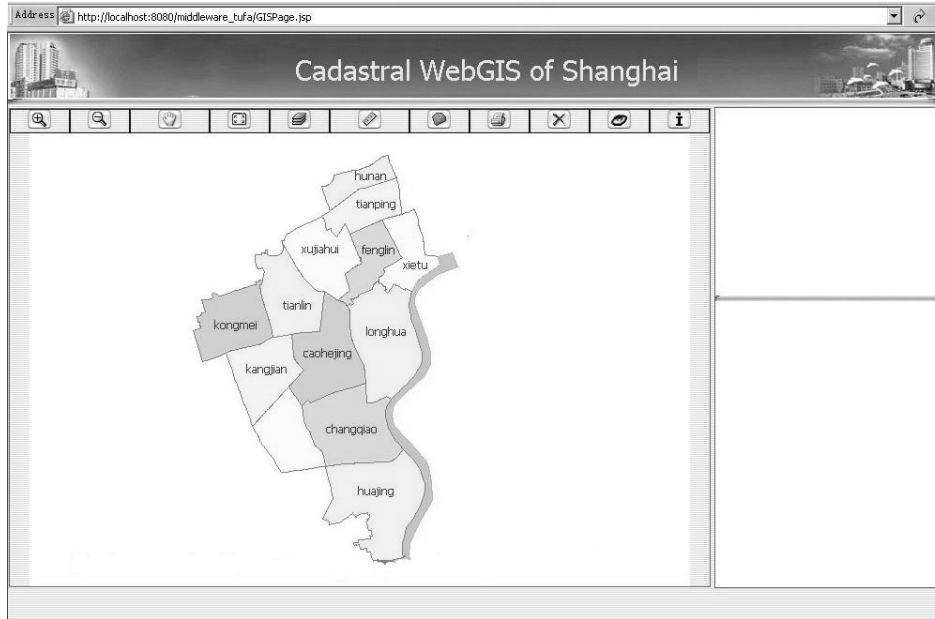 Address http://localhost:8080/middleware_tufa/GISPage.jsp
Cadastral WebGIS of Shanghai
hunan
tianping
xujiahui
fenglin
xietu
tianlin
kongmei
longhua
caohejing
kangjian
changqiao
huajing